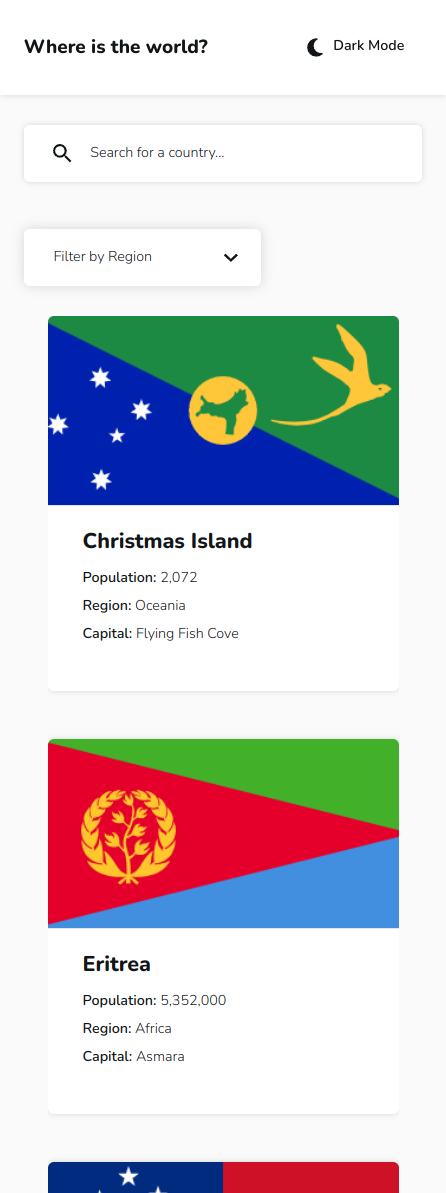 Where is the world?
Dark Mode
Search for a country...
Filter by Region
Christmas Island
Population: 2,072
Region: Oceania
Capital: Flying Fish Cove
Eritrea
Population: 5,352,000
Region: Africa
Capital: Asmara